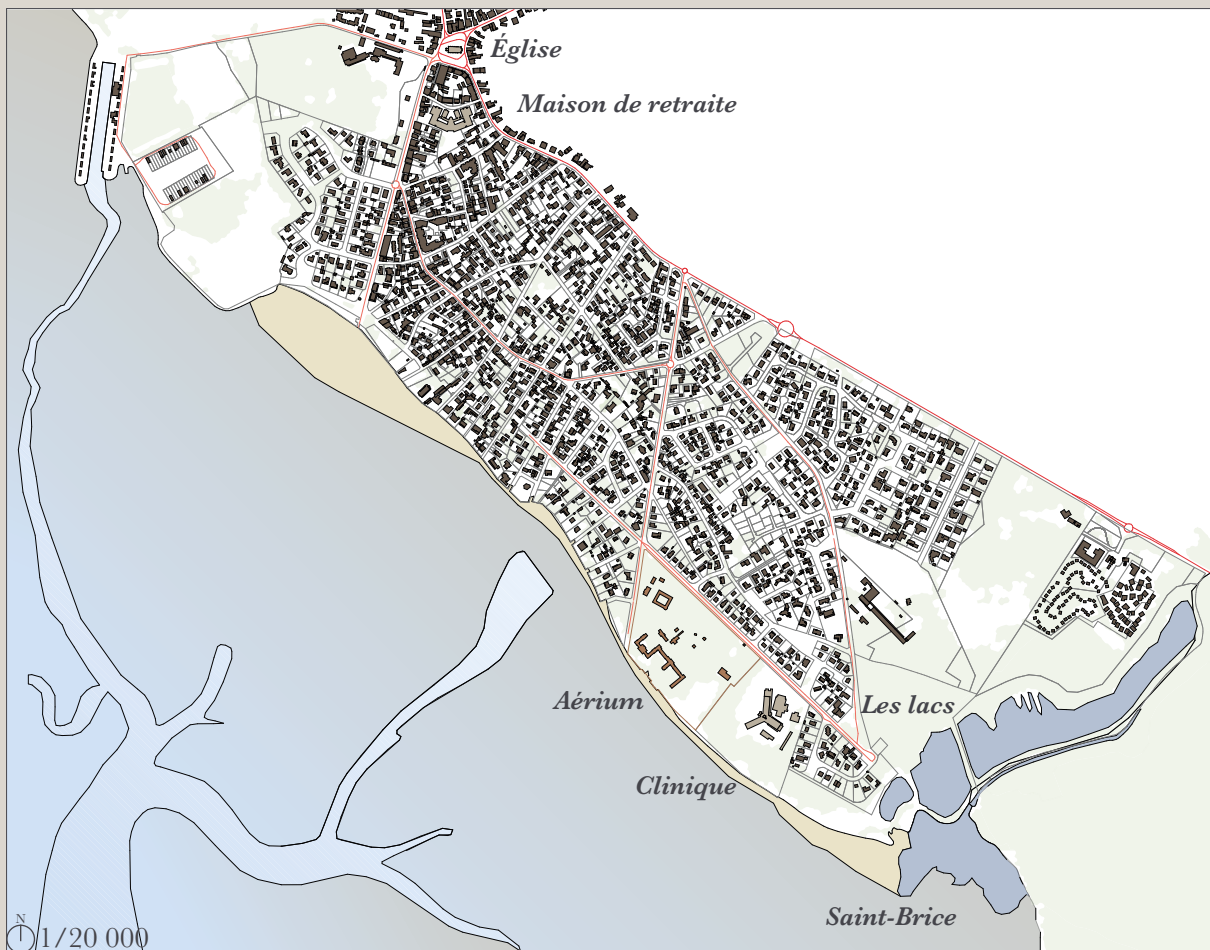 Église
Maison de retraite
Aérium
Les lacs
Clinique
Saint-Brice
N
1/20 000